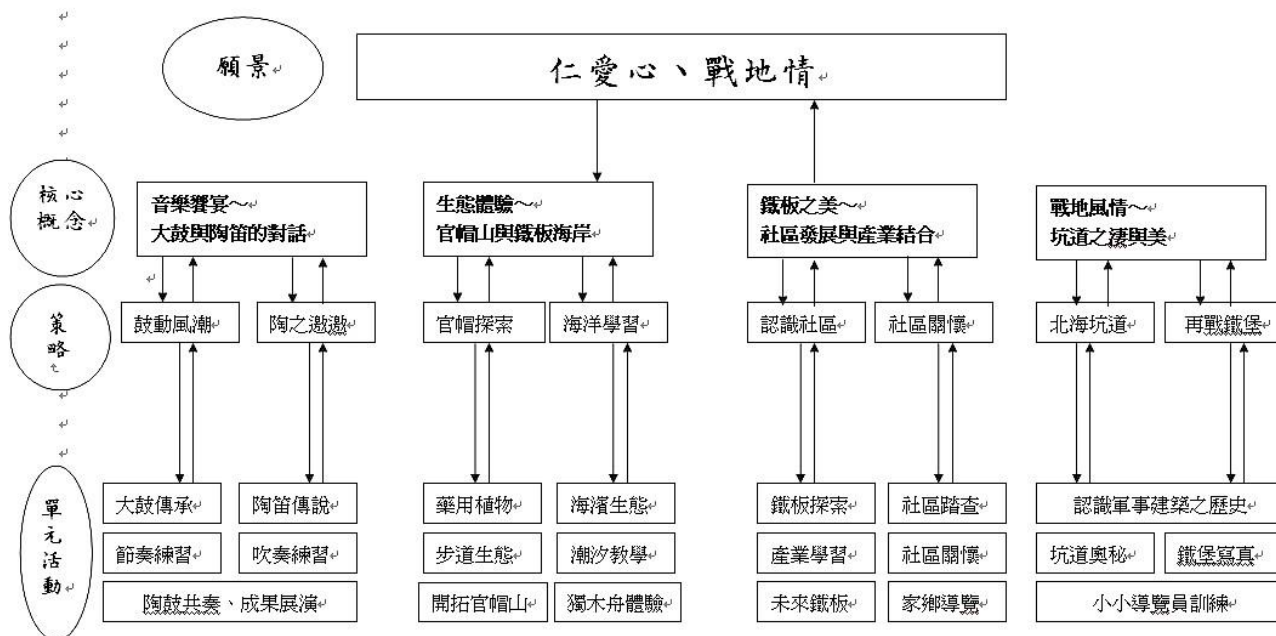 願景
仁愛心、戰地情
核心
概念
音樂饗宴～
大鼓與陶笛的對話
生態體驗～
官帽山與鐵板海岸
鐵板之美～
社區發展與產業結合
戰地風情～
坑道之淒與美
策
略
鼓動風潮
陶之邀遨
官帽探索
海洋學習
認識社區
社區關懷
北海坑道
再戰鐵堡
單
元
活
動
大鼓傳承
陶笛傳說
藥用植物
海濱生態
鐵板探索
社區踏查
認識軍事建築之歷史
節奏練習
吹奏練習
步道生態
潮汐教學
產業學習
社區關懷
坑道奧秘
鐵堡寫真
陶鼓共奏、成果展演
開拓官帽山
獨木舟體驗
未來鐵板
家鄉導覽
小小導覽員訓練